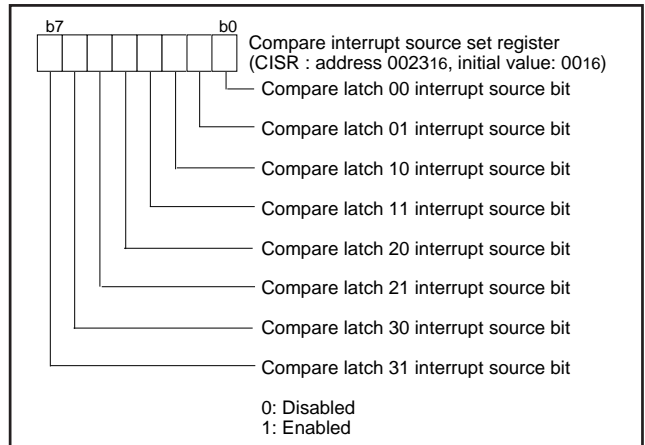 b7 b0
Compare interrupt source set register
(CISR : address 002316, initial value: 0016)
Compare latch 00 interrupt source bit
Compare latch 01 interrupt source bit
Compare latch 10 interrupt source bit
Compare latch 11 interrupt source bit
Compare latch 20 interrupt source bit
Compare latch 21 interrupt source bit
Compare latch 30 interrupt source bit
Compare latch 31 interrupt source bit
0: Disabled
1: Enabled